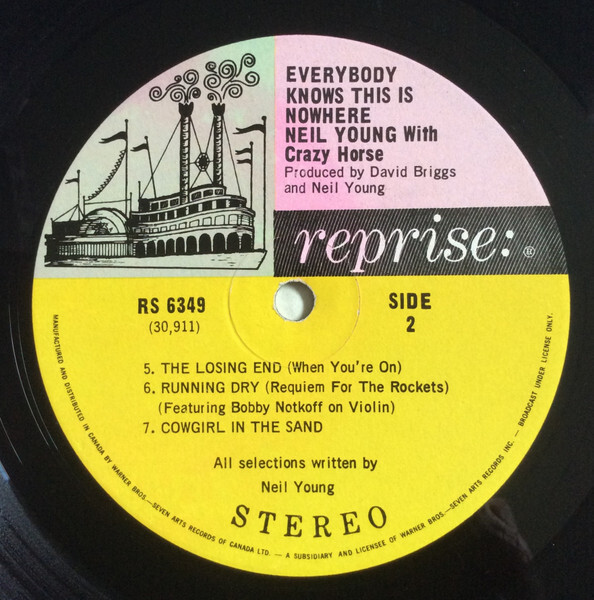 EVERYBODY
KNOWS THIS IS
NOWHERE
NEIL YOUNG With
Crazy Horse
Produced by David Briggs
and Neil Young
reprise: ®
RS 6349
(30,911)
SIDE
2
5. THE LOSING END (When You're On)
6. RUNNING DRY (Requiem For The Rockets)
(Featuring Bobby Notkoff on Violin)
7. COWGIRL IN THE SAND
All selections written by
Neil Young
STEREO
MANUFACTURED AND DISTRIBUTED IN CANADA BY WARNER BROS.—SEVEN ARTS RECORDS OF CANADA LTD. — A SUBSIDIARY AND LICENSEE OF WARNER BROS.—SEVEN ARTS RECORDS INC. — BROADCAST UNDER LICENSE ONLY.